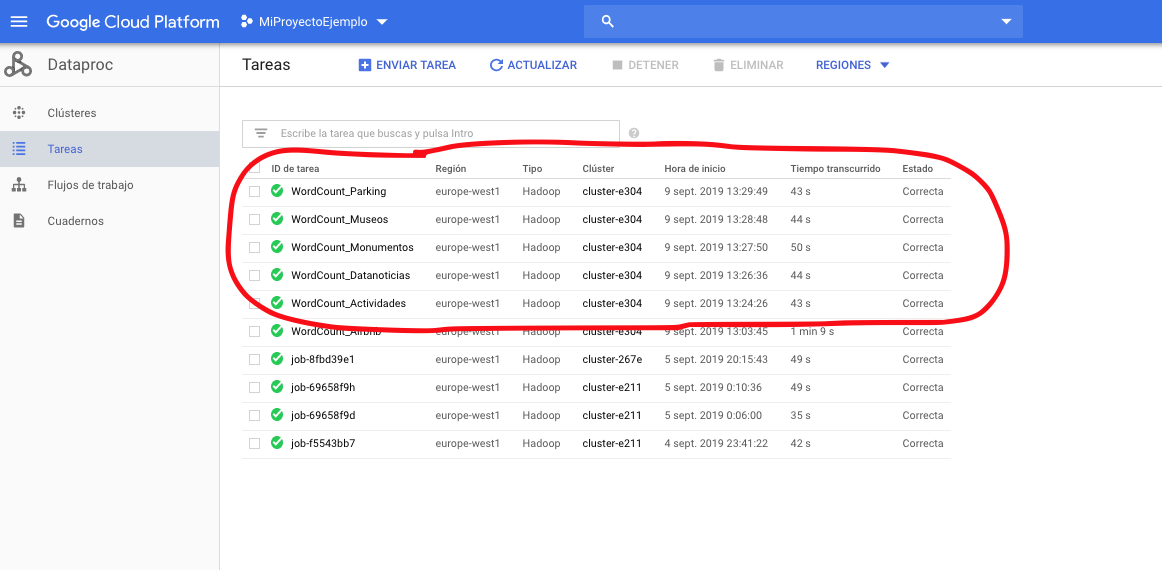 Google Cloud Platform MiProyectoEjemplo
Dataproc
Tareas ENVIAR TAREA ACTUALIZAR DETENER ELIMINAR REGIONES
Clústeres
Tareas
Flujos de trabajo
Cuadernos
Escribe la tarea que buscas y pulsa Intro
ID de tarea Región Tipo Clúster Hora de inicio Tiempo transcurrido Estado
WordCount_Parking europe-west1 Hadoop cluster-e304 9 sept. 2019 13:29:49 43 s Correcta
WordCount_Museos europe-west1 Hadoop cluster-e304 9 sept. 2019 13:28:48 44 s Correcta
WordCount_Monumentos europe-west1 Hadoop cluster-e304 9 sept. 2019 13:27:50 50 s Correcta
WordCount_Datanoticias europe-west1 Hadoop cluster-e304 9 sept. 2019 13:26:36 44 s Correcta
WordCount_Actividades europe-west1 Hadoop cluster-e304 9 sept. 2019 13:24:26 43 s Correcta
WordCount_Airbnb europe-west1 Hadoop cluster-e304 9 sept. 2019 13:03:45 1 min 9 s Correcta
job-8fbd39e1 europe-west1 Hadoop cluster-267e 5 sept. 2019 20:15:43 49 s Correcta
job-69658f9h europe-west1 Hadoop cluster-e211 5 sept. 2019 0:10:36 49 s Correcta
job-69658f9d europe-west1 Hadoop cluster-e211 5 sept. 2019 0:06:00 35 s Correcta
job-f5543bb7 europe-west1 Hadoop cluster-e211 4 sept. 2019 23:41:22 42 s Correcta